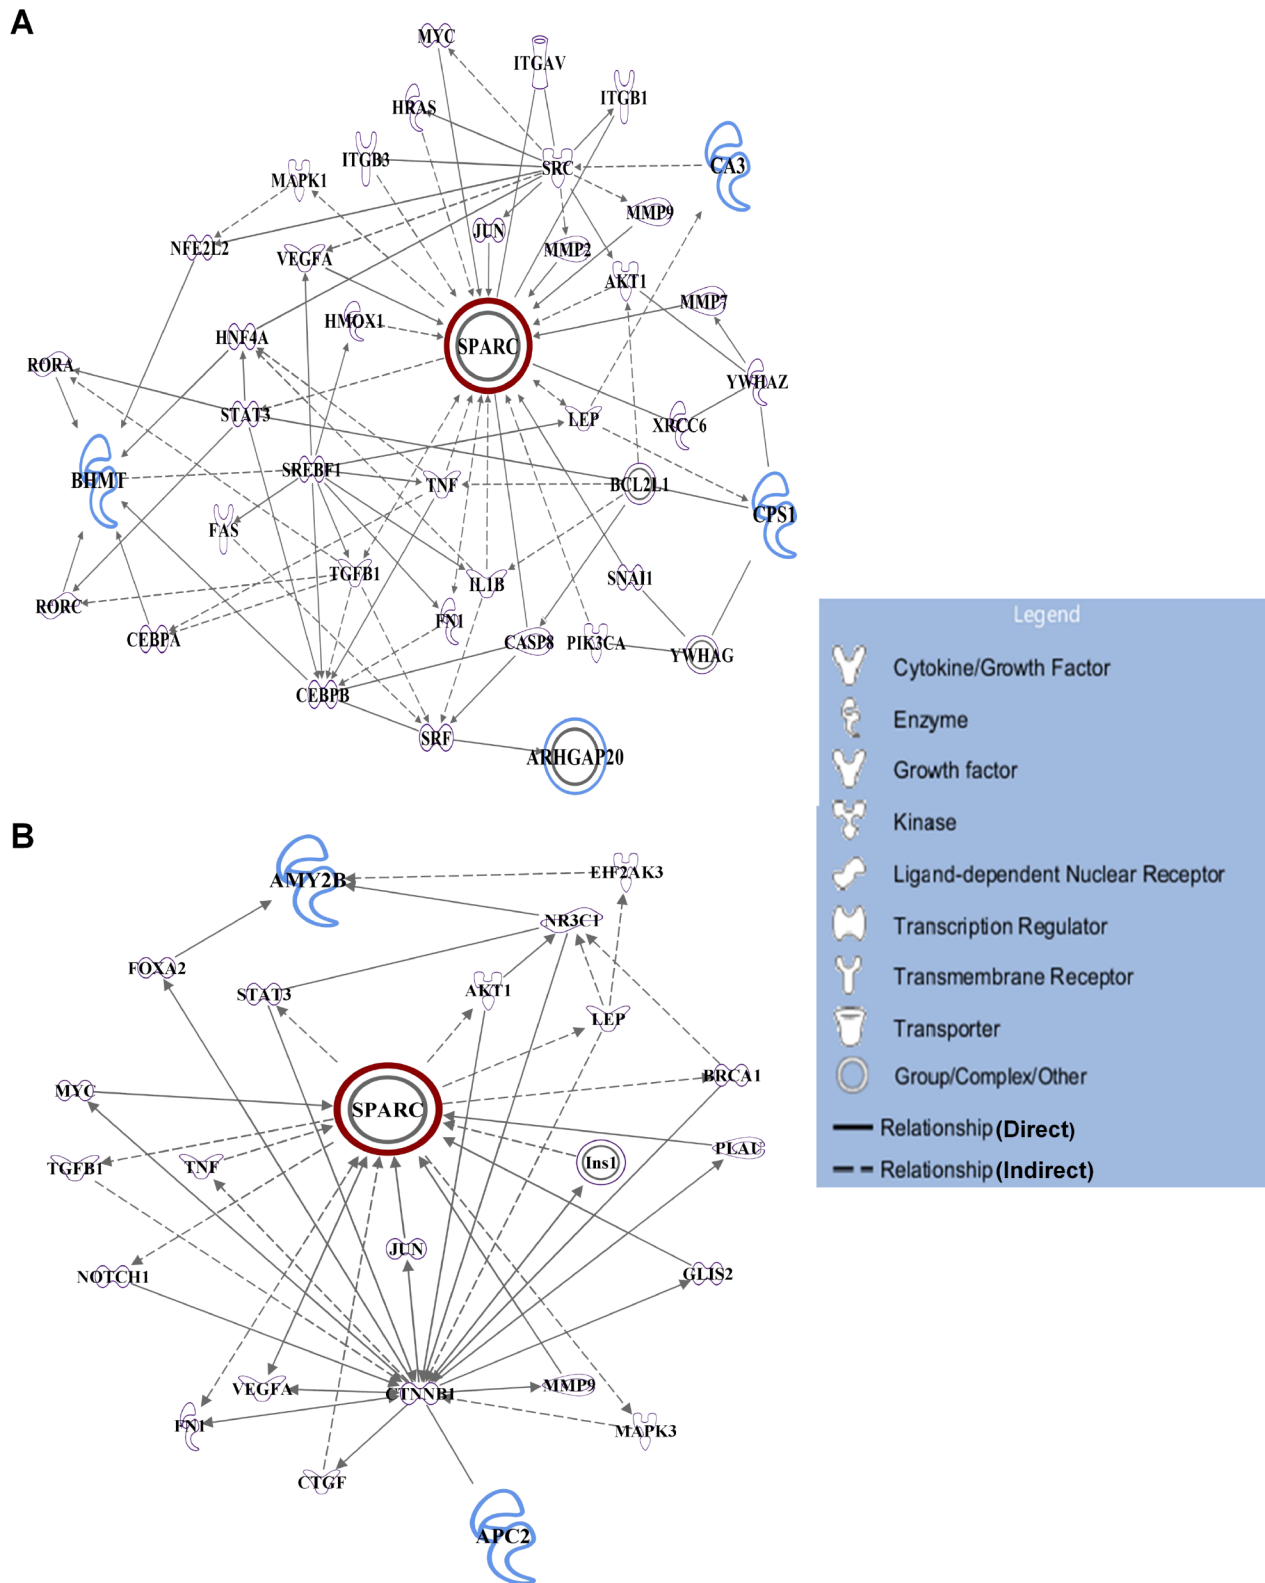 A
MYC
ITGAV
ITGB1
HRAS
ITGB3
SRC
CA3
MAPK1
MMP9
JUN
NFE2L2
VEGFA
MMP2
AKT1
MMP7
HMOX1
HNF4A
SPARC
RORA
YWHAZ
STAT3
LEP
XRCC6
BHMT
SREBF1
TNF
BCL2L1
CPS1
FAS
TGFB1
IL1B
SNAI1
RORC
FN1
CEBPA
CASP8
PIK3CA
YWHAG
CEBPB
SRF
ARHGAP20
Legend
Cytokine/Growth Factor
Enzyme
Growth factor
Kinase
Ligand-dependent Nuclear Receptor
Transcription Regulator
Transmembrane Receptor
Transporter
Group/Complex/Other
Relationship (Direct)
Relationship (Indirect)
B
AMY2B
EIF2AK3
NR3C1
FOXA2
STAT3
AKT1
LEP
BRCA1
MYC
SPARC
PLAU
TGFB1
TNF
Ins1
JUN
NOTCH1
GLIS2
VEGFA
CTNNB1
MMP9
FN1
MAPK3
CTGF
APC2